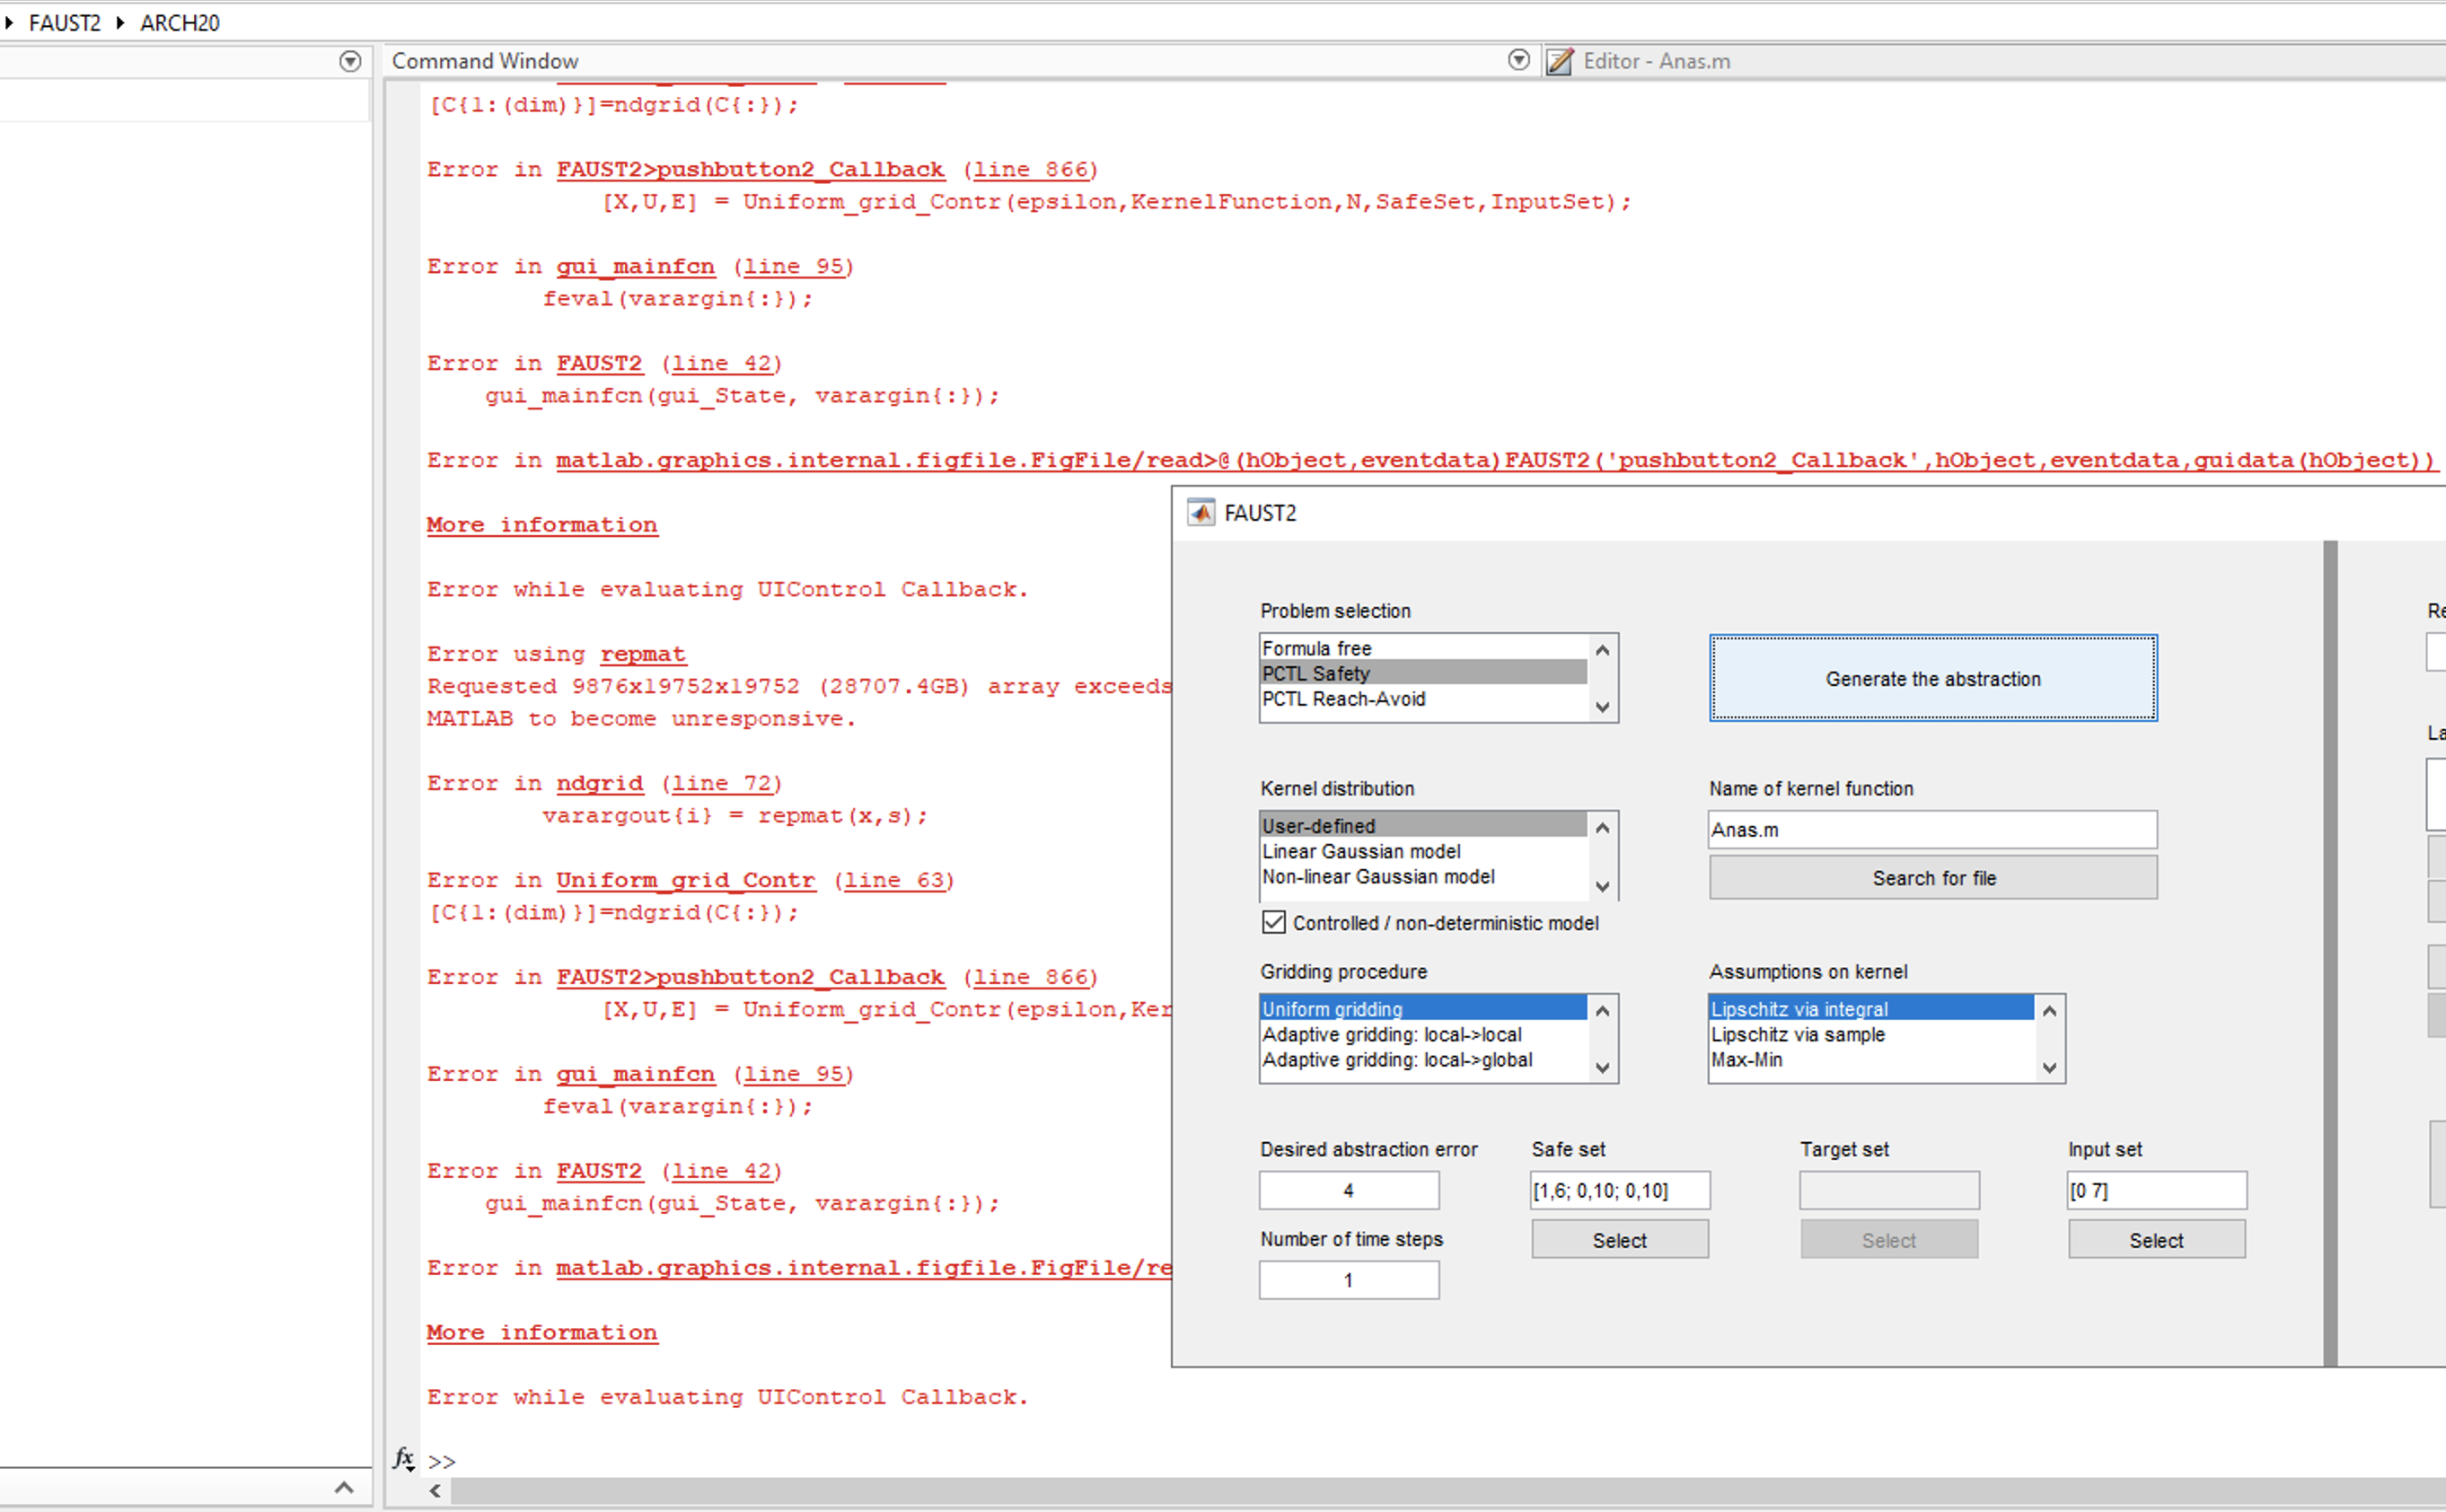 FAUST2 ▸ ARCH20
Command Window
Editor - Anas.m
[C{1:(dim)}]=ndgrid(C{:});
Error in FAUST2>pushbutton2_Callback (line 866)
[X,U,E] = Uniform_grid_Contr(epsilon,KernelFunction,N,SafeSet,InputSet);
Error in gui_mainfcn (line 95)
feval(varargin{:});
Error in FAUST2 (line 42)
gui_mainfcn(gui_State, varargin{:});
Error in matlab.graphics.internal.figfile.FigFile/read>@(hObject,eventdata)FAUST2('pushbutton2_Callback',hObject,eventdata,guidata(hObject))
More information
Error while evaluating UIControl Callback.
Error using repmat
Requested 9876x19752x19752 (28707.4GB) array exceeds
MATLAB to become unresponsive.
Error in ndgrid (line 72)
varargout{i} = repmat(x,s);
Error in Uniform_grid_Contr (line 63)
[C{1:(dim)}]=ndgrid(C{:});
Error in FAUST2>pushbutton2_Callback (line 866)
[X,U,E] = Uniform_grid_Contr(epsilon,Ker
Error in gui_mainfcn (line 95)
feval(varargin{:});
Error in FAUST2 (line 42)
gui_mainfcn(gui_State, varargin{:});
Error in matlab.graphics.internal.figfile.FigFile/re
More information
Error while evaluating UIControl Callback.
fx >>
FAUST2
Problem selection
Formula free
PCTL Safety
PCTL Reach-Avoid
Generate the abstraction
Kernel distribution
User-defined
Linear Gaussian model
Non-linear Gaussian model
Controlled / non-deterministic model
Name of kernel function
Anas.m
Search for file
Gridding procedure
Uniform gridding
Adaptive gridding: local->local
Adaptive gridding: local->global
Assumptions on kernel
Lipschitz via integral
Lipschitz via sample
Max-Min
Desired abstraction error
4
Number of time steps
1
Safe set
[1,6; 0,10; 0,10]
Select
Target set
Select
Input set
[0 7]
Select
Re
La